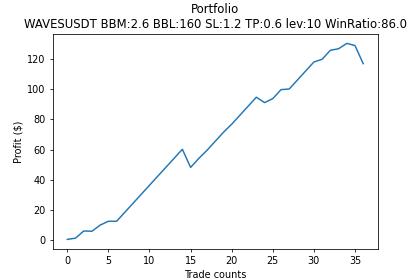 Portfolio
WAVESUSDT BBM:2.6 BBL:160 SL:1.2 TP:0.6 lev:10 WinRatio:86.0
Profit ($)
120
100
80
60
40
20
0
0 5 10 15 20 25 30 35
Trade counts